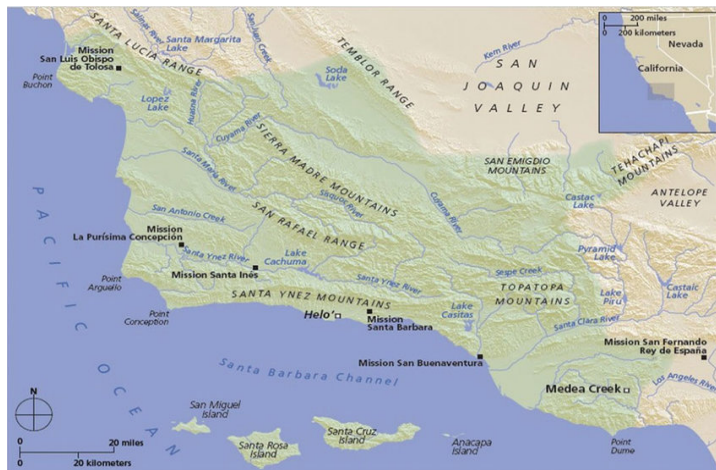 Mission
San Luis Obispo
de Tolosa
Point
Buchon
SANTA LUCIA RANGE
Salinas River
Santa Margarita
Lake
San Juan Creek
Lopez
Lake
Huasna River
Cuyama River
Soda
Lake
TEMBLOR RANGE
Kern River
SAN
JOAQUIN
VALLEY
0 200 miles
0 200 kilometers
Nevada
California
SIERRA MADRE MOUNTAINS
Santa Maria River
Sisquoc River
Cuyama River
SAN EMIGDIO
MOUNTAINS
TEHACHAPI
MOUNTAINS
Castac
Lake
ANTELOPE
VALLEY
San Antonio Creek
SAN RAFAEL RANGE
Mission
La Purísima Concepción
Santa Ynez River
Mission Santa Inés
Lake
Cachuma
Santa Ynez River
Sespe Creek
Pyramid
Lake
TOPATOPA
MOUNTAINS
Lake
Piru
Castaic
Lake
Point
Arguello
Point
Conception
SANTA YNEZ MOUNTAINS
Helo'
Mission
Santa Barbara
Lake
Casitas
Santa Clara River
Mission San Fernando
Rey de España
Mission San Buenaventura
Medea Creek
Los Angeles River
PACIFIC OCEAN
Santa Barbara Channel
San Miguel
Island
Santa Rosa
Island
Santa Cruz
Island
Anacapa
Island
Point
Dume
N
0 20 miles
0 20 kilometers